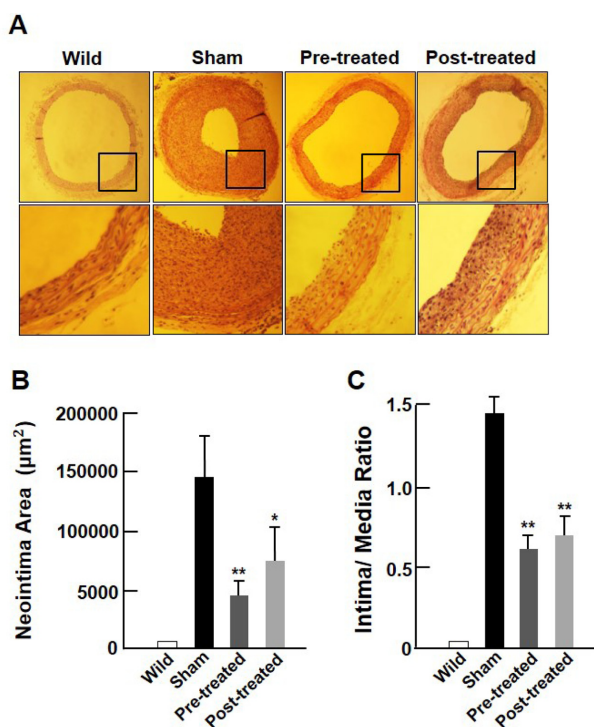 A
Wild Sham Pre-treated Post-treated
B
Neointima Area (µm²)
200000
150000
100000
5000
0
**
*
Wild
Sham
Pre-treated
Post-treated
C
Intima/ Media Ratio
1.5
1.0
0.5
0
**
**
Wild
Sham
Pre-treated
Post-treated